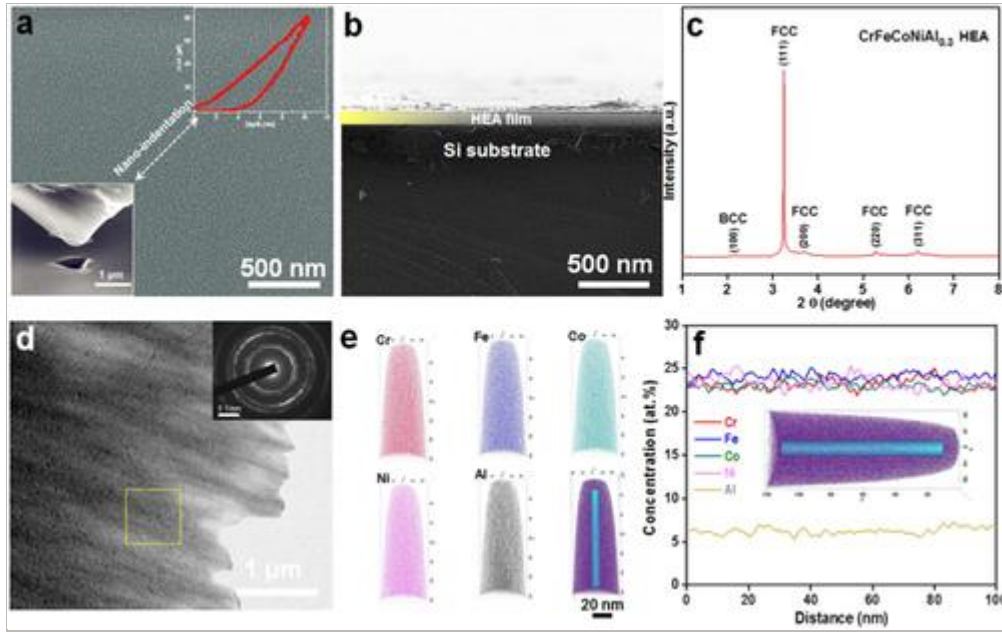 a
Nano-indentation
1 μm
500 nm
b
HEA film
Si substrate
500 nm
c
CrFeCoNiAl0.3 HEA
FCC
(111)
BCC
(100)
FCC
(200)
FCC
(220)
FCC
(311)
Intensity (a.u.)
1 2 3 4 5 6 7 8
2 θ (degree)
d
1 μm
e
Cr
Fe
Co
Ni
Al
20 nm
f
30
25
20
15
10
5
0
Concentration (at.%)
Cr
Fe
Co
Ni
Al
0 20 40 60 80 100
Distance (nm)